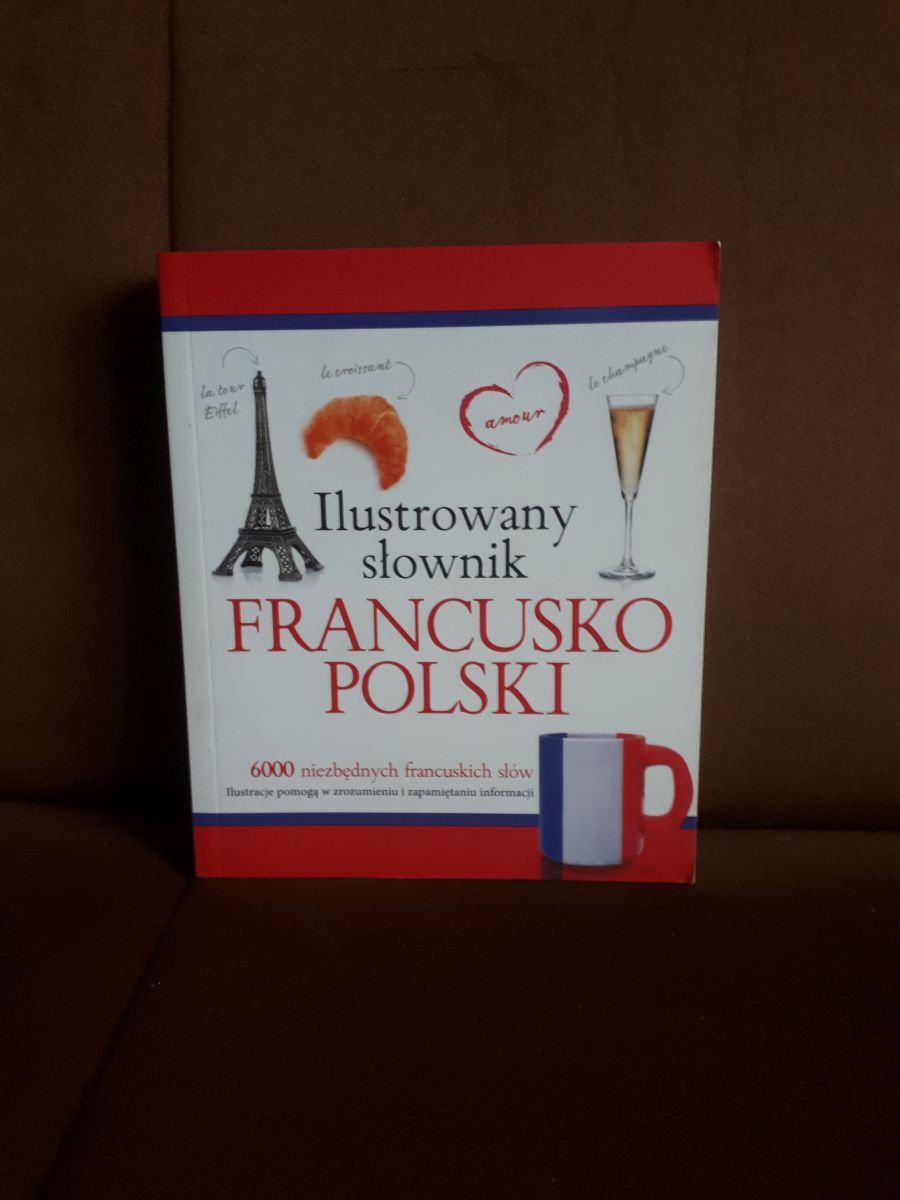 la tour
Eiffel
le croissant
amour
le champagne
Ilustrowany
słownik
FRANCUSKO
POLSKI
6000 niezbędnych francuskich słów
Ilustracje pomogą w zrozumieniu i zapamiętaniu informacji